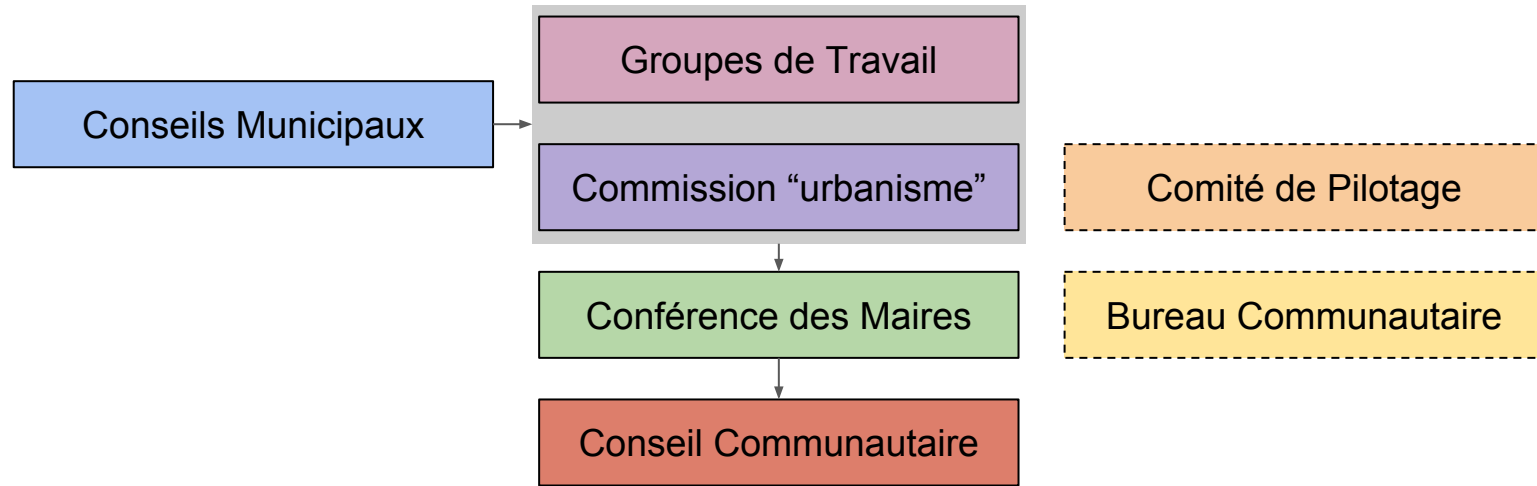 Groupes de Travail
Conseils Municipaux
Commission “urbanisme”
Comité de Pilotage
Conférence des Maires
Bureau Communautaire
Conseil Communautaire